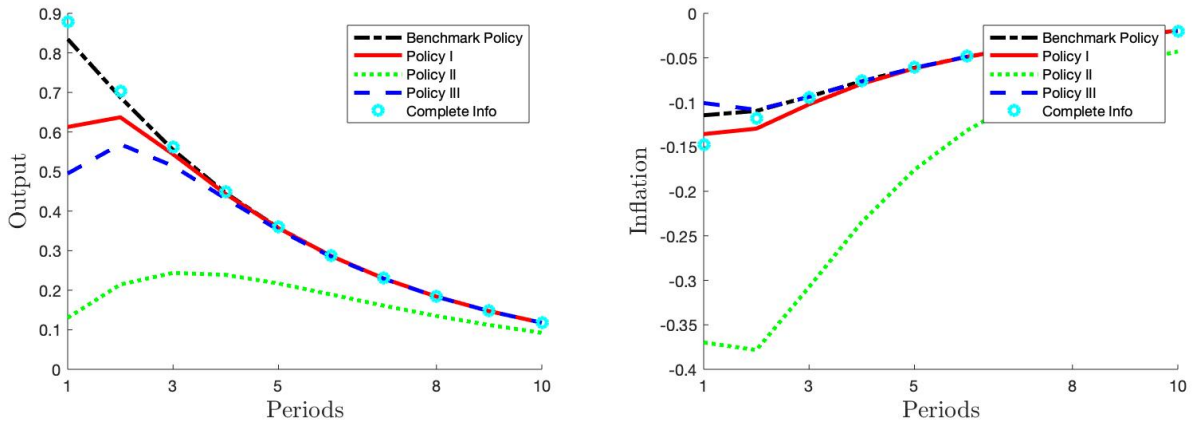 0.9
0.8
0.7
0.6
0.5
0.4
0.3
0.2
0.1
0
Output
1 3 5 8 10
Periods
Benchmark Policy
Policy I
Policy II
Policy III
Complete Info
0
-0.05
-0.1
-0.15
-0.2
-0.25
-0.3
-0.35
-0.4
Inflation
1 3 5 8 10
Periods
Benchmark Policy
Policy I
Policy II
Policy III
Complete Info